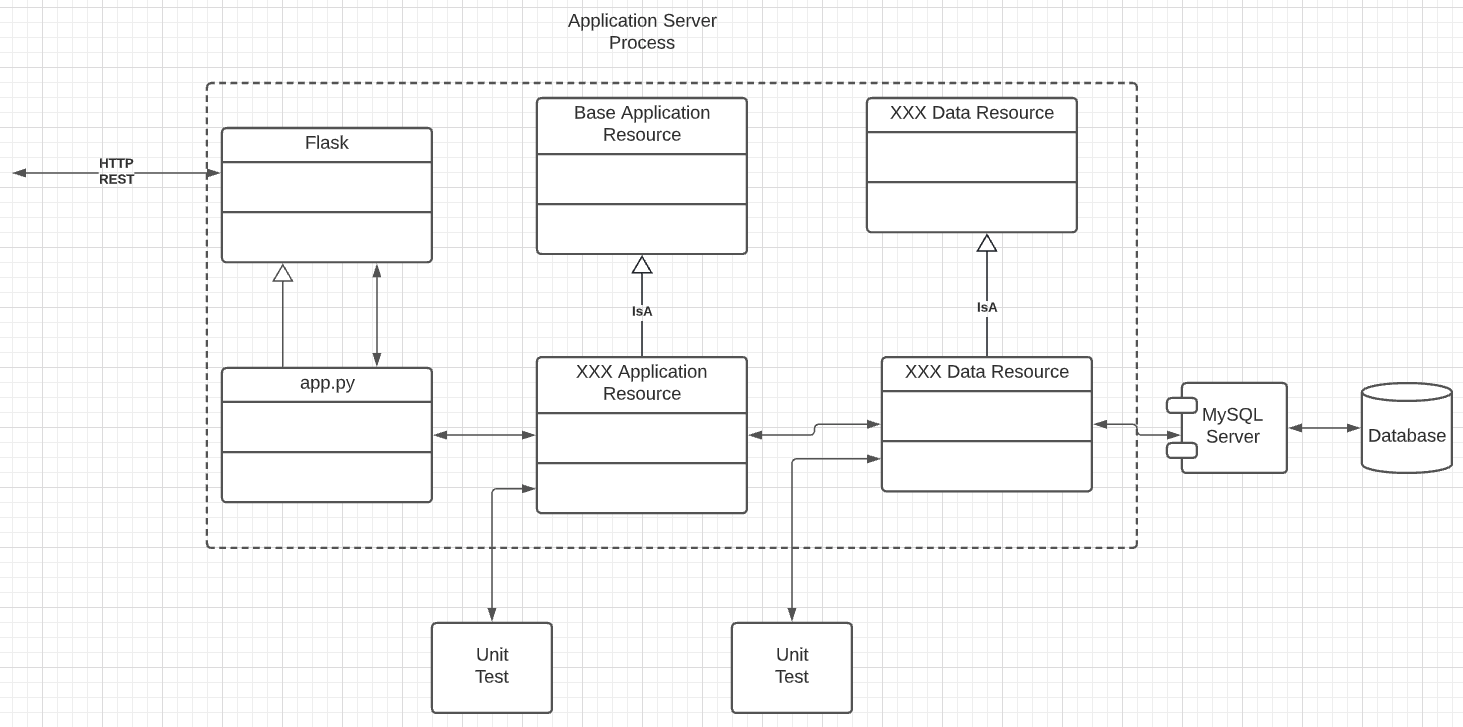 Application Server
Process
Base Application
Resource
XXX Data Resource
Flask
HTTP
REST
IsA
IsA
app.py
XXX Application
Resource
XXX Data Resource
MySQL
Server
Database
Unit
Test
Unit
Test